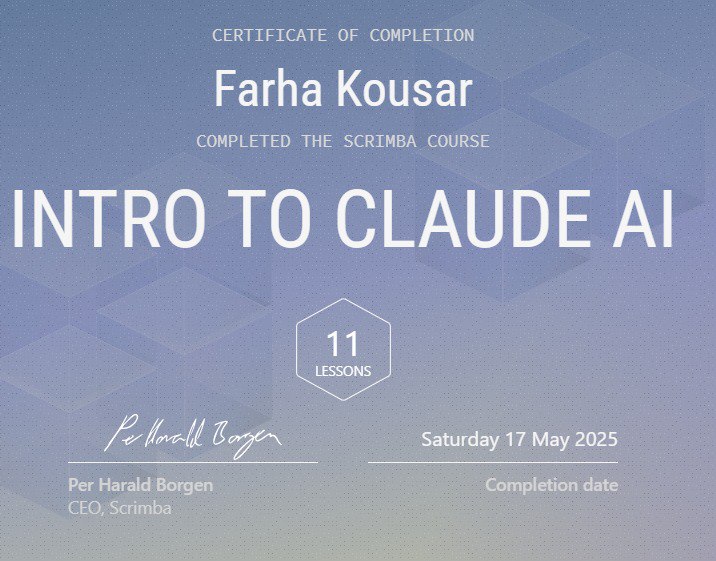 CERTIFICATE OF COMPLETION
Farha Kousar
COMPLETED THE SCRIMBA COURSE
INTRO TO CLAUDE AI
11
LESSONS
Per Harald Borgen
Saturday 17 May 2025
Per Harald Borgen
Completion date
CEO, Scrimba